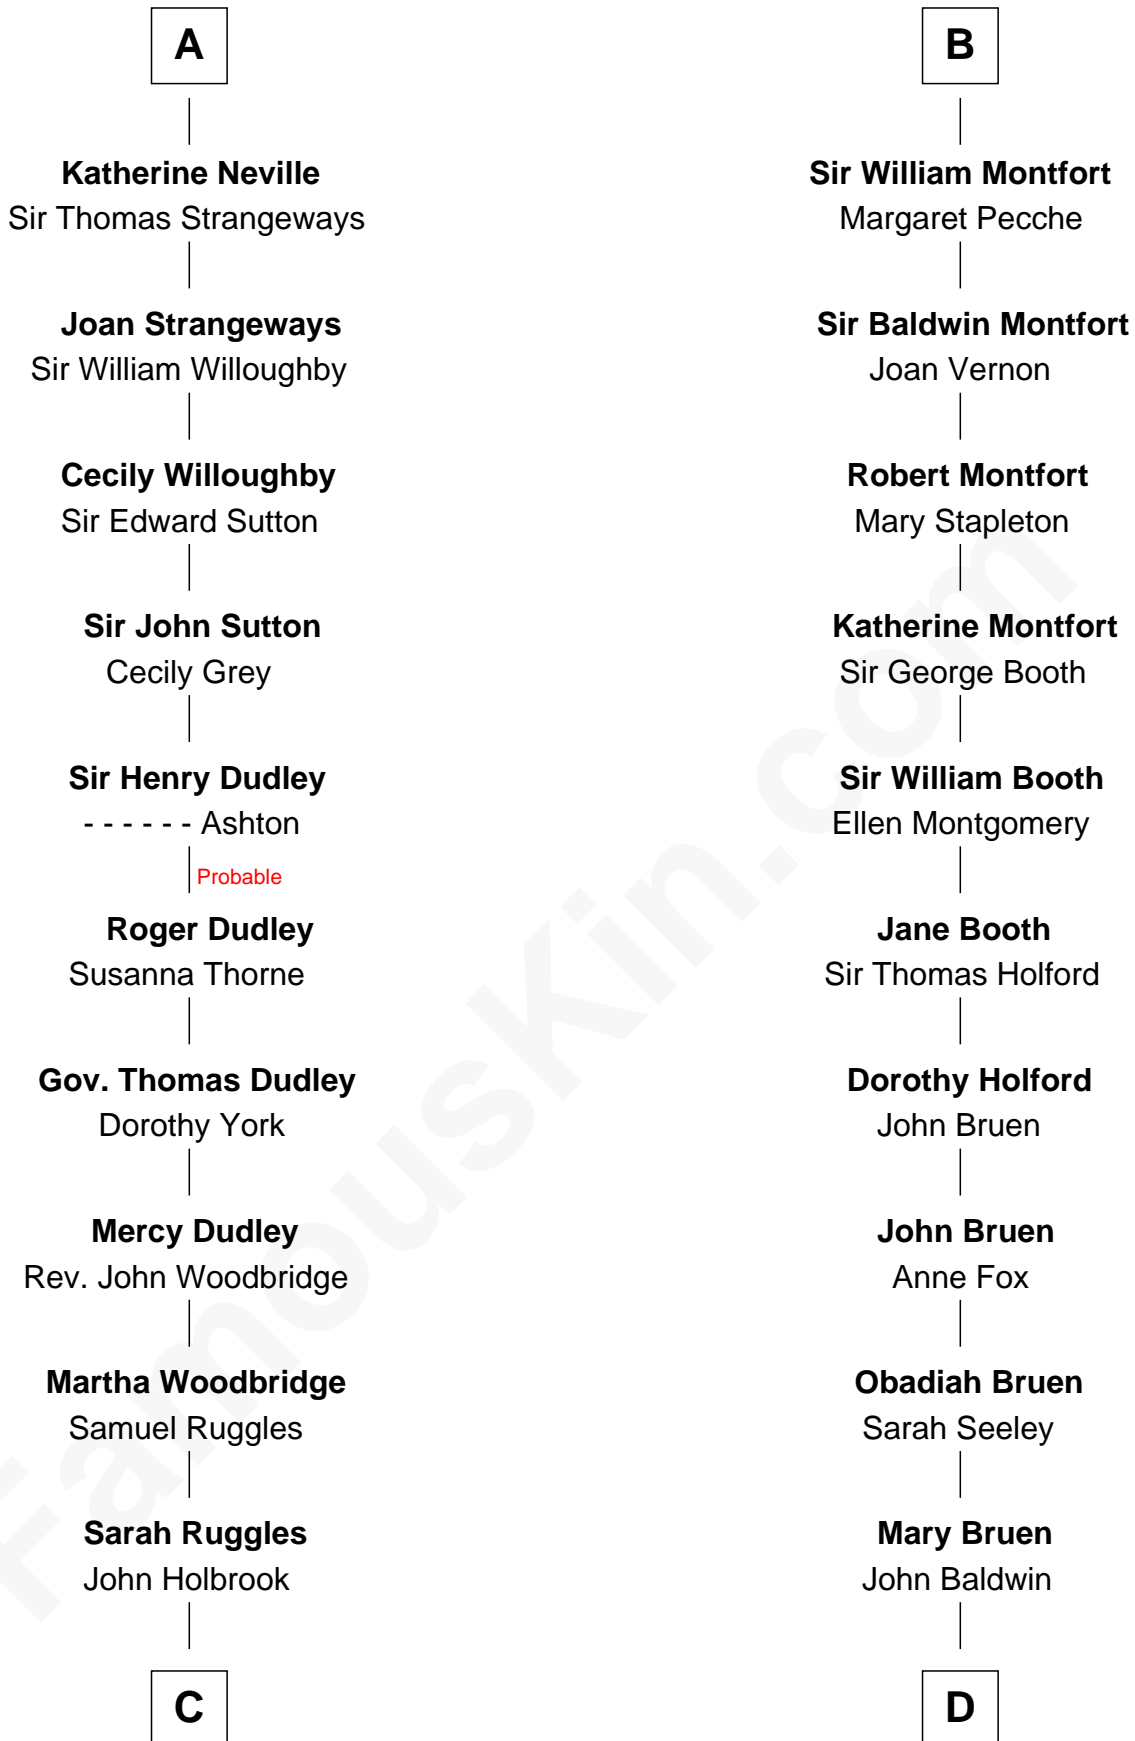 A
Katherine Neville
Sir Thomas Strangeways
Joan Strangeways
Sir William Willoughby
Cecily Willoughby
Sir Edward Sutton
Sir John Sutton
Cecily Grey
Sir Henry Dudley
- - - - - - Ashton
Probable
Roger Dudley
Susanna Thorne
Gov. Thomas Dudley
Dorothy York
Mercy Dudley
Rev. John Woodbridge
Martha Woodbridge
Samuel Ruggles
Sarah Ruggles
John Holbrook
C
B
Sir William Montfort
Margaret Pecche
Sir Baldwin Montfort
Joan Vernon
Robert Montfort
Mary Stapleton
Katherine Montfort
Sir George Booth
Sir William Booth
Ellen Montgomery
Jane Booth
Sir Thomas Holford
Dorothy Holford
John Bruen
John Bruen
Anne Fox
Obadiah Bruen
Sarah Seeley
Mary Bruen
John Baldwin
D
FamousKin.com